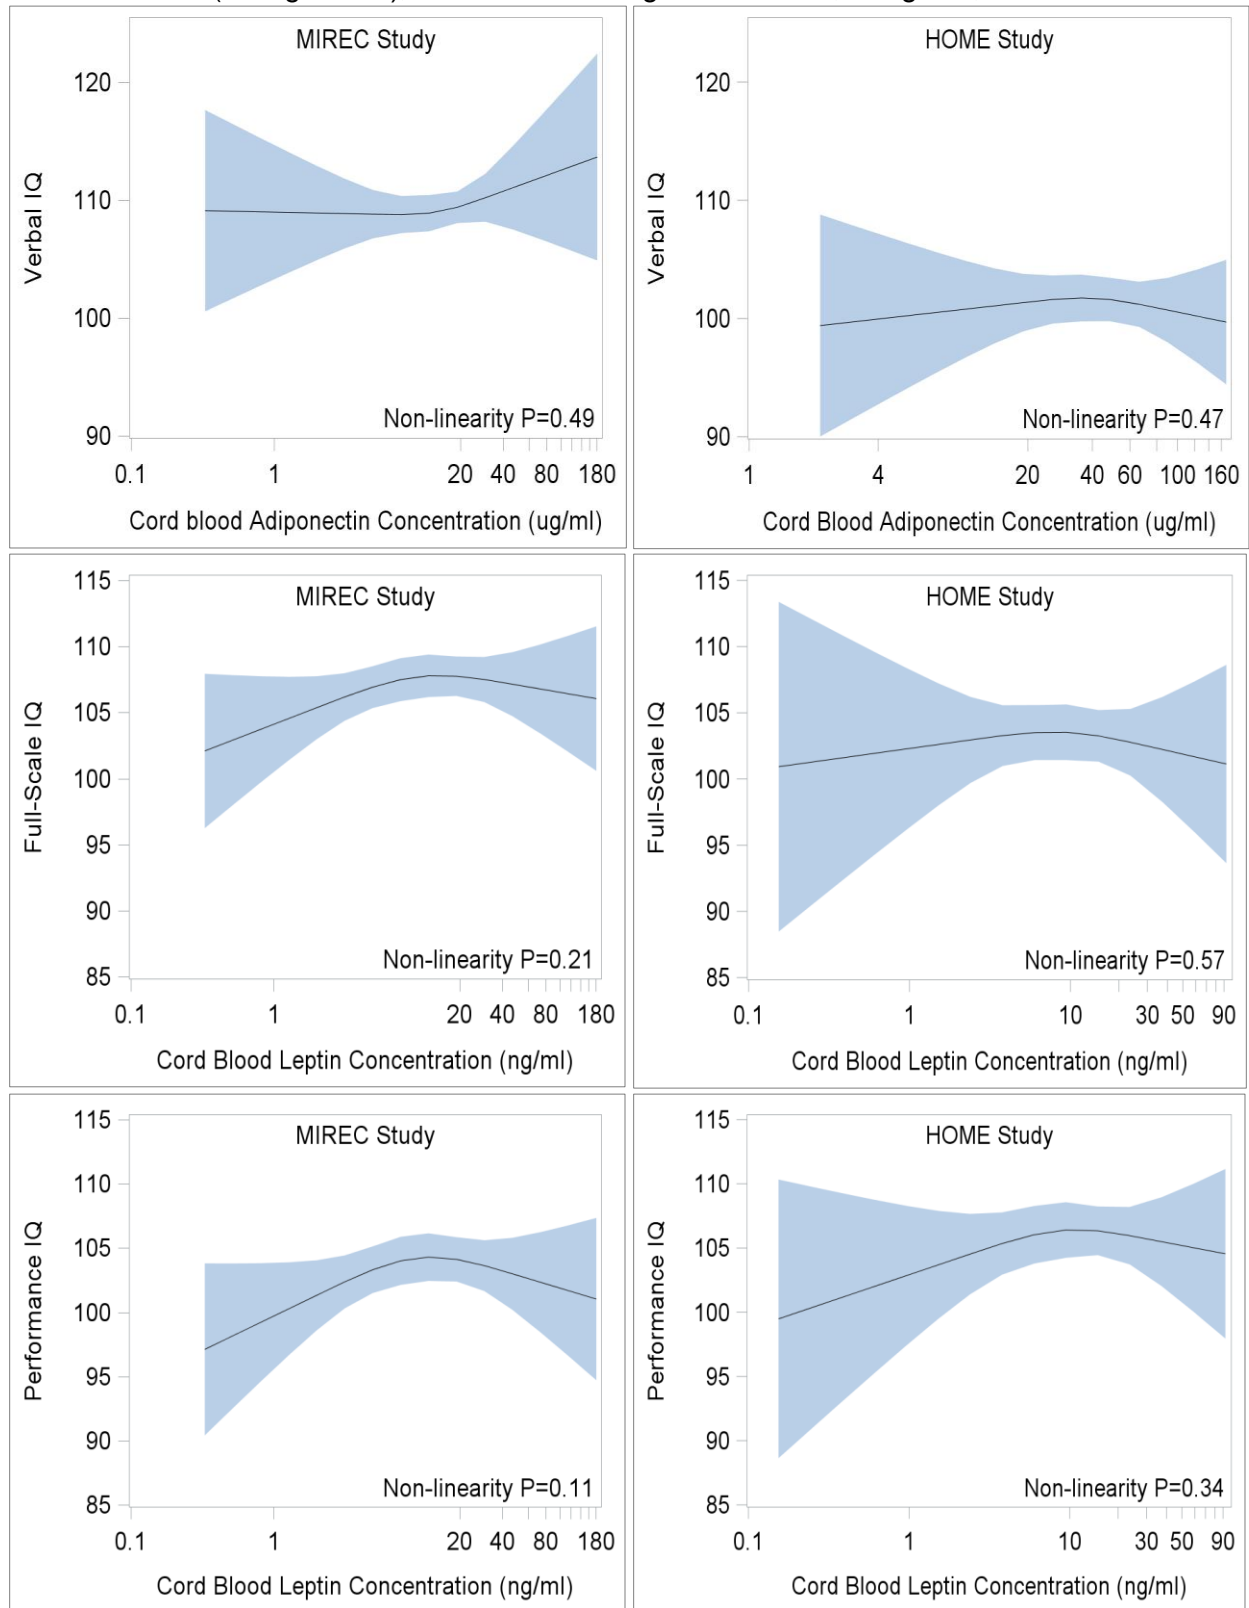 MIREC Study
120
110
100
90
Verbal IQ
Non-linearity P=0.49
0.1 1 20 40 80 180
Cord blood Adiponectin Concentration (ug/ml)
HOME Study
120
110
100
90
Verbal IQ
Non-linearity P=0.47
1 4 20 40 60 100 160
Cord Blood Adiponectin Concentration (ug/ml)
MIREC Study
115
110
105
100
95
90
85
Full-Scale IQ
Non-linearity P=0.21
0.1 1 20 40 80 180
Cord Blood Leptin Concentration (ng/ml)
HOME Study
115
110
105
100
95
90
85
Full-Scale IQ
Non-linearity P=0.57
0.1 1 10 30 50 90
Cord Blood Leptin Concentration (ng/ml)
MIREC Study
115
110
105
100
95
90
85
Performance IQ
Non-linearity P=0.11
0.1 1 20 40 80 180
Cord Blood Leptin Concentration (ng/ml)
HOME Study
115
110
105
100
95
90
85
Performance IQ
Non-linearity P=0.34
0.1 1 10 30 50 90
Cord Blood Leptin Concentration (ng/ml)